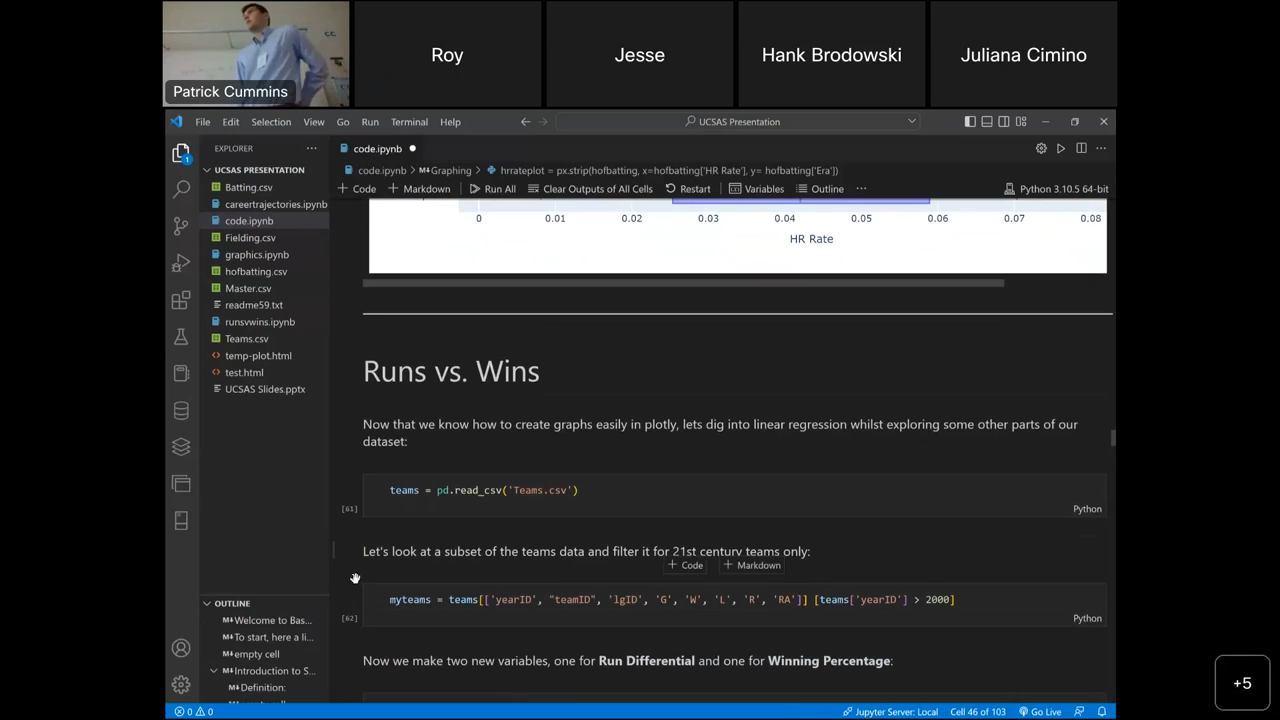 Patrick Cummins
Roy
Jesse
Hank Brodowski
Juliana Cimino
File Edit Selection View Go Run Terminal Help
UCSAS Presentation
EXPLORER
code.ipynb
UCSAS PRESENTATION
Batting.csv
careertrajectories.ipynb
code.ipynb
Fielding.csv
graphics.ipynb
hofbatting.csv
Master.csv
readme59.txt
runsvwins.ipynb
Teams.csv
temp-plot.html
test.html
UCSAS Slides.pptx
OUTLINE
Welcome to Bas...
To start, here a li...
empty cell
Introduction to S...
Definition:
empty cell
code.ipynb > Graphing > hrrateplot = px.strip(hofbatting, x=hofbatting['HR Rate'], y= hofbatting['Era'])
+ Code + Markdown Run All Clear Outputs of All Cells Restart Variables Outline ... Python 3.10.5 64-bit
0 0.01 0.02 0.03 0.04 0.05 0.06 0.07 0.08
HR Rate
Runs vs. Wins
Now that we know how to create graphs easily in plotly, lets dig into linear regression whilst exploring some other parts of our
dataset:
teams = pd.read_csv('Teams.csv')
[61] Python
Let's look at a subset of the teams data and filter it for 21st century teams only:
+ Code + Markdown
myteams = teams[['yearID', "teamID", 'lgID', 'G', 'W', 'L', 'R', 'RA']] [teams['yearID'] > 2000]
[62] Python
Now we make two new variables, one for Run Differential and one for Winning Percentage:
0 0 Jupyter Server: Local Cell 46 of 103 Go Live
+5